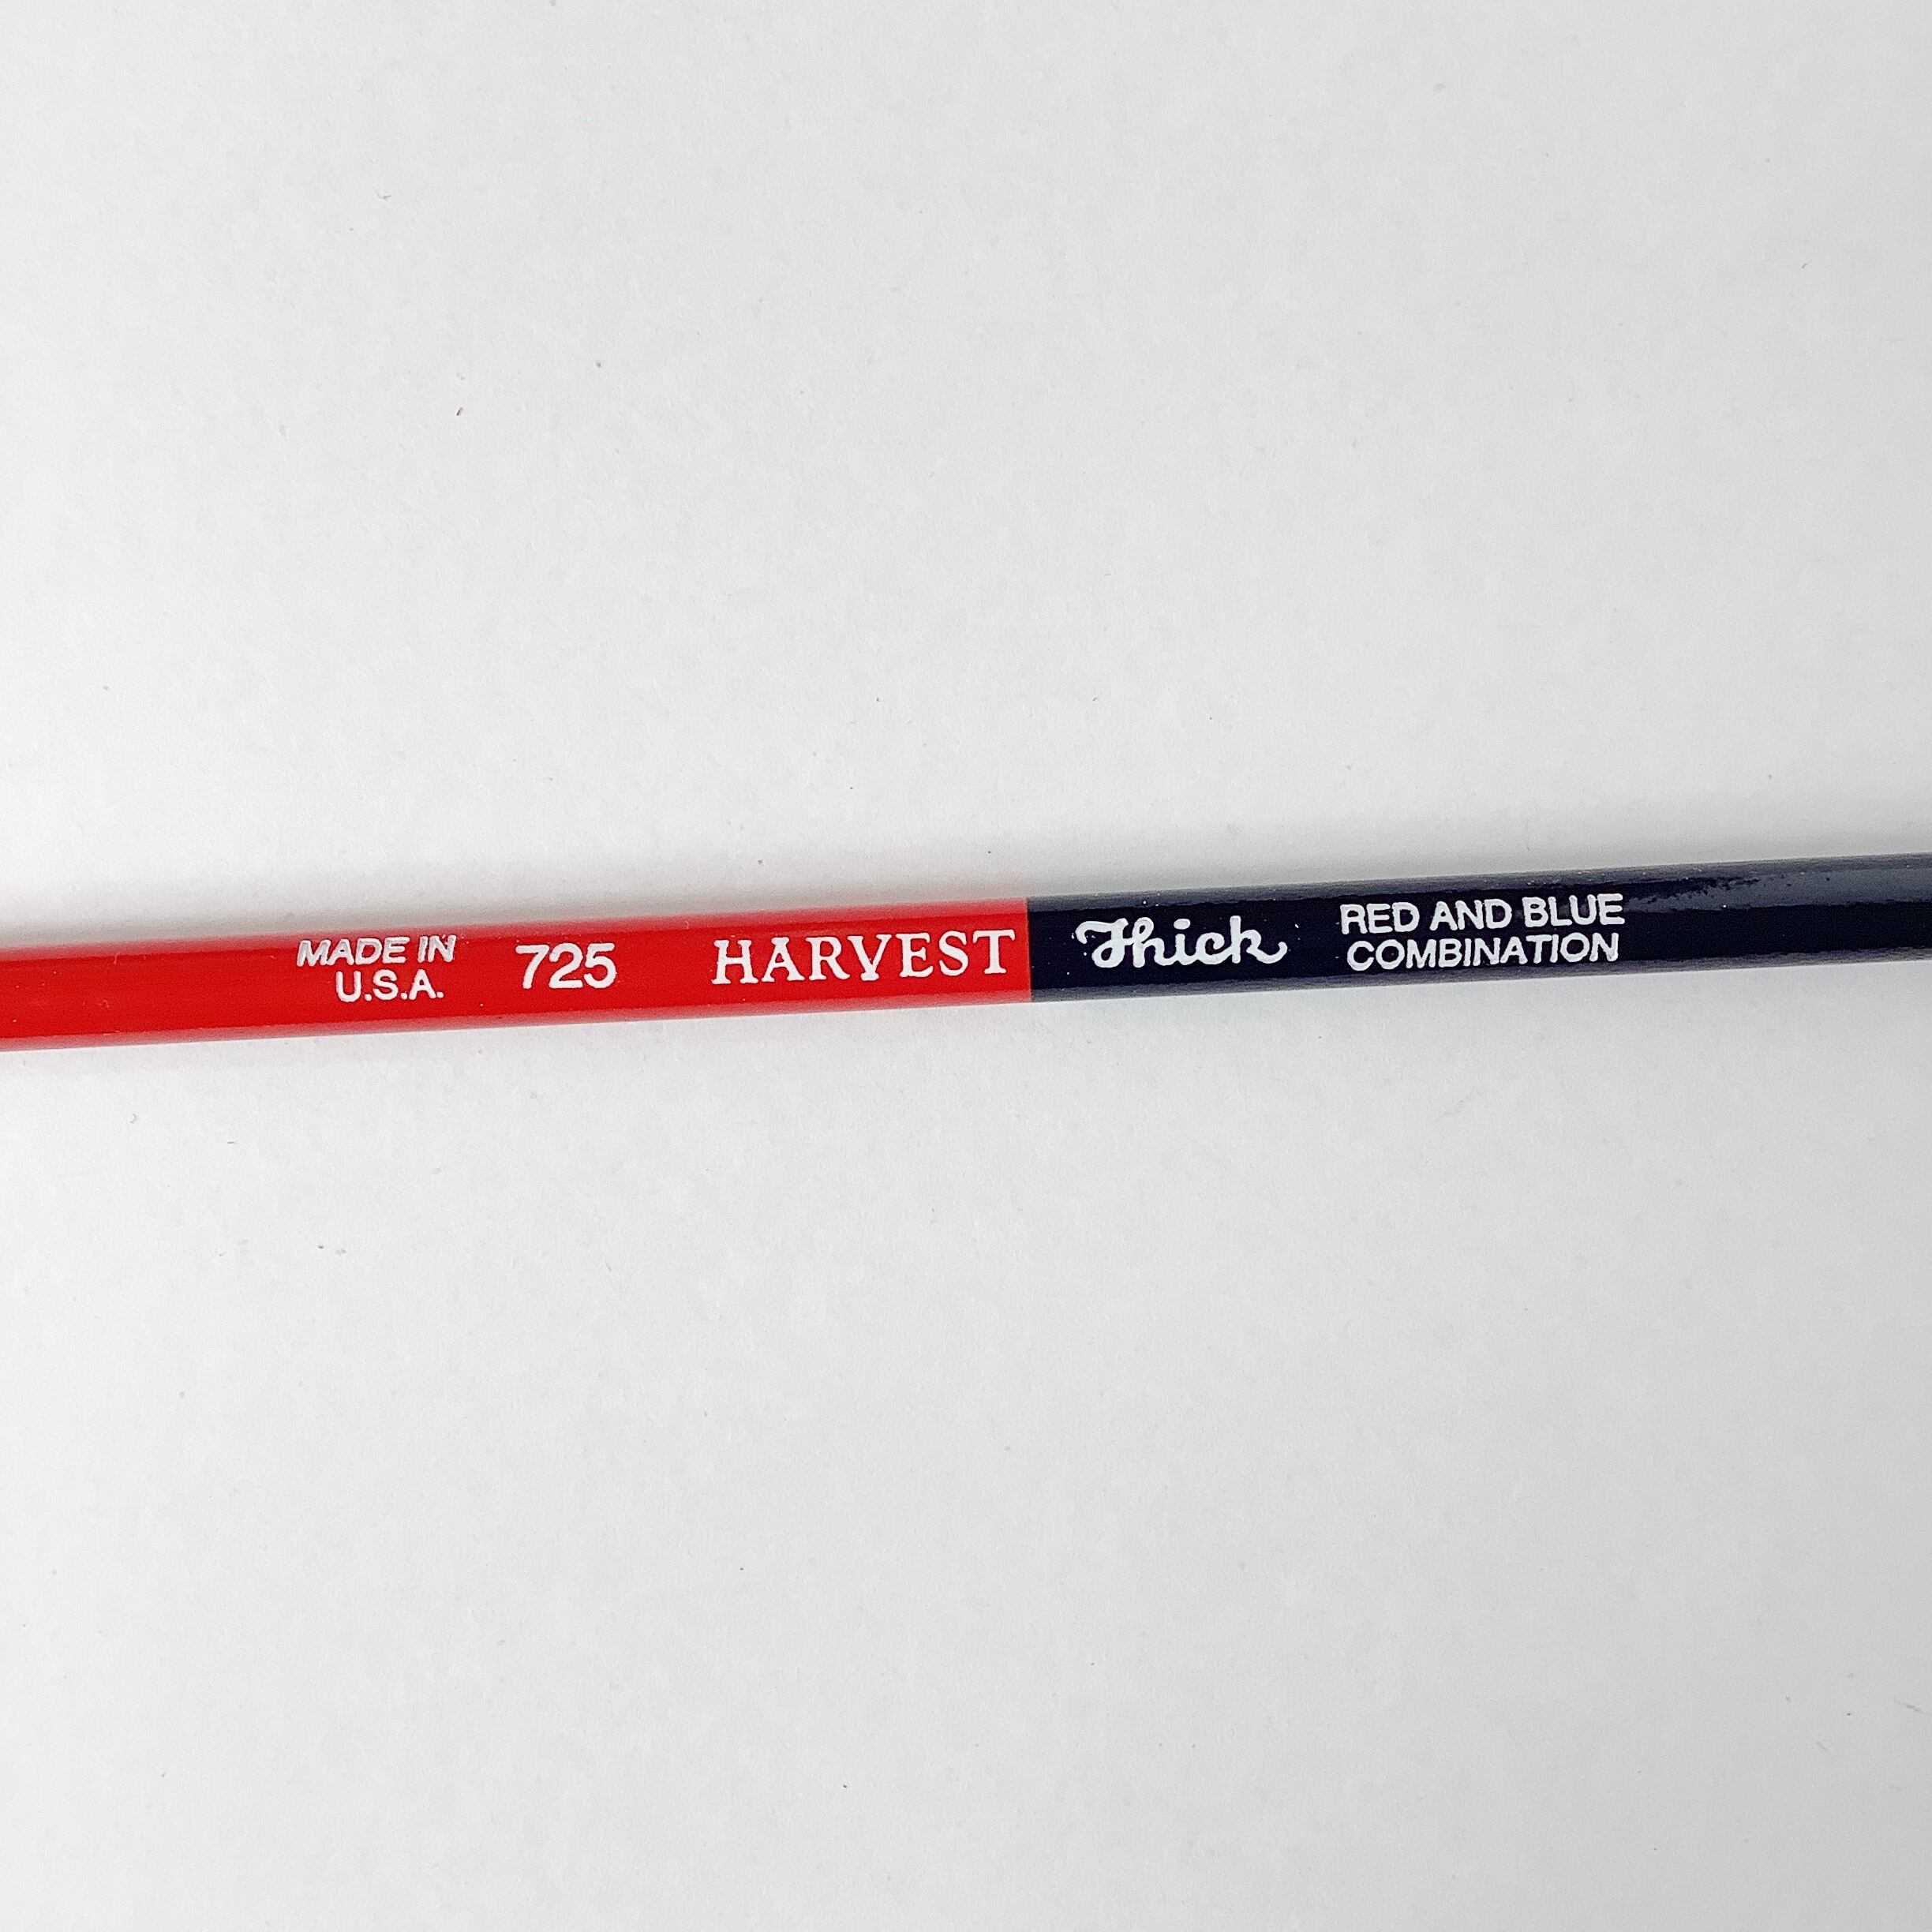 MADE IN
U.S.A.
725
HARVEST
Thick
RED AND BLUE
COMBINATION